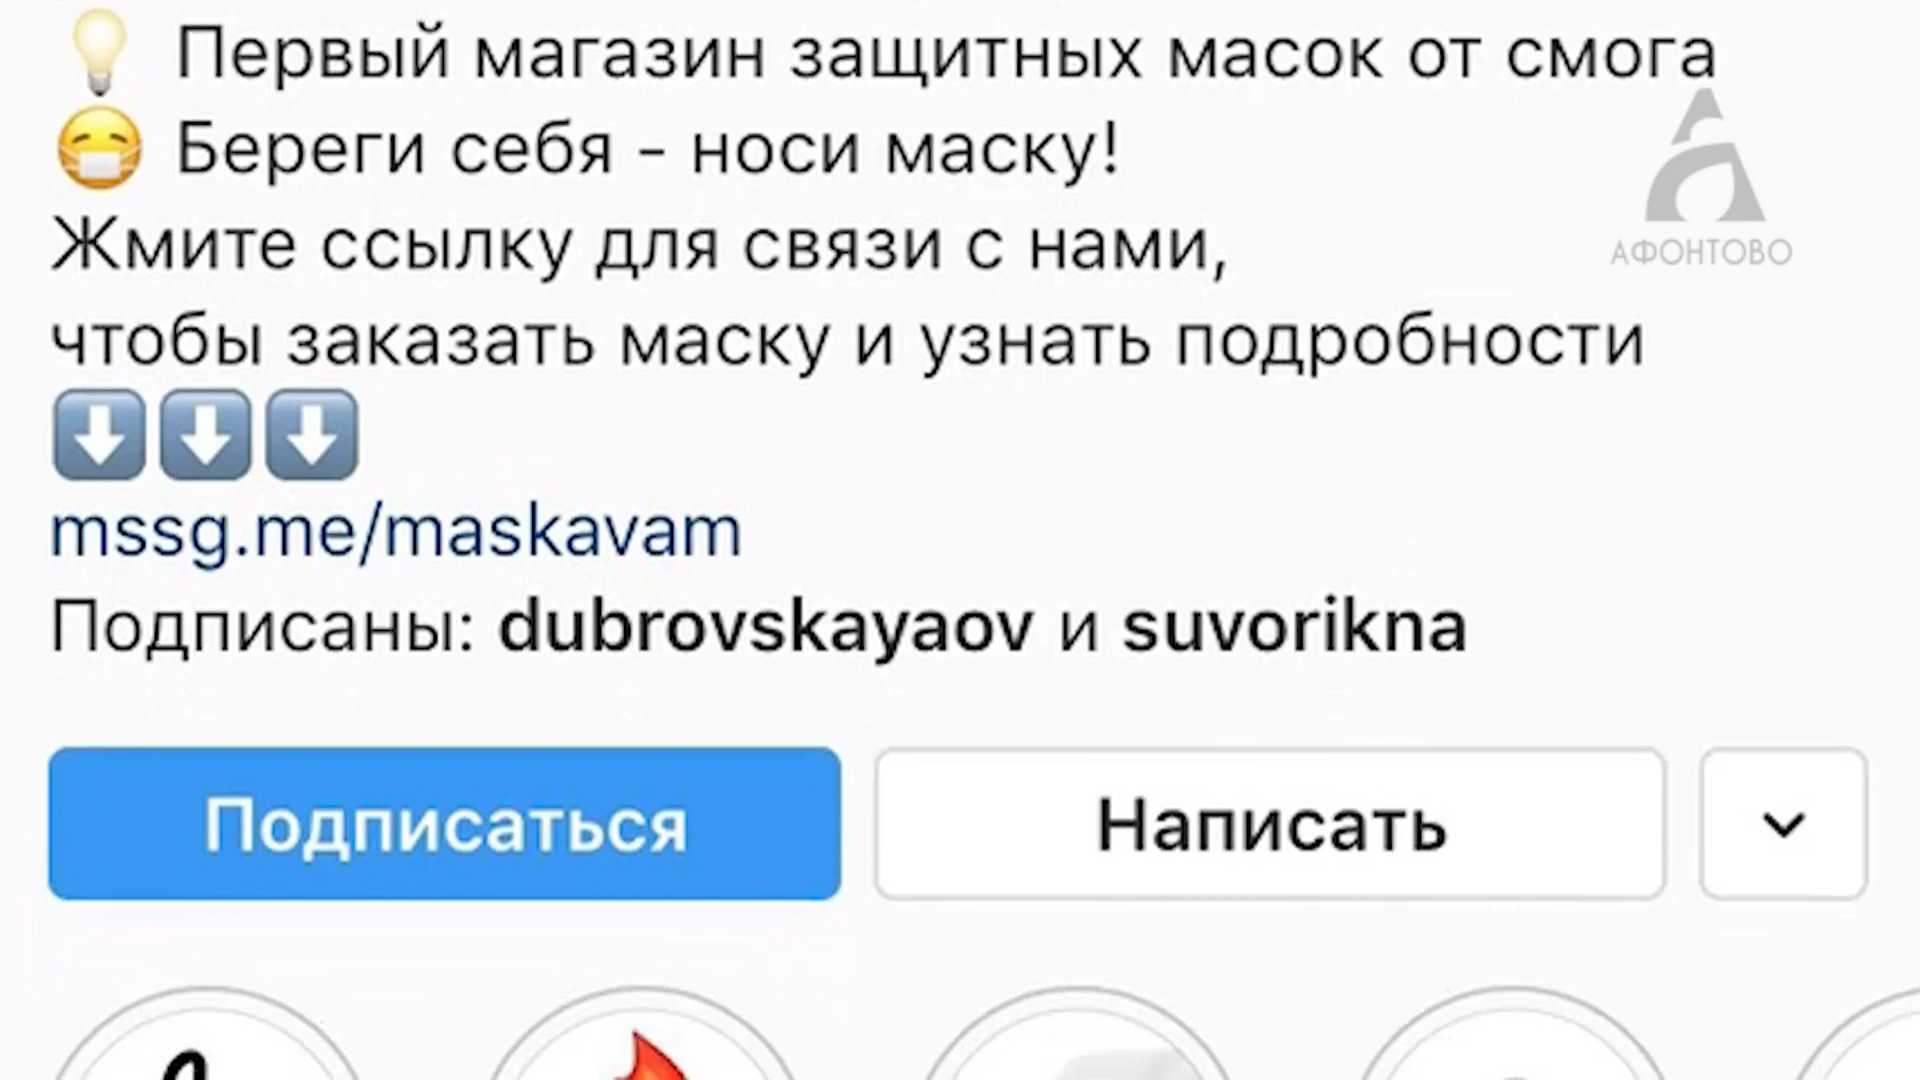 💡 Первый магазин защитных масок от смога
😷 Береги себя - носи маску!
Жмите ссылку для связи с нами,
чтобы заказать маску и узнать подробности
⬇️⬇️⬇️
mssg.me/maskavam
Подписаны: dubrovskayaov и suvorikna
Подписаться
Написать
АФОНТОВО